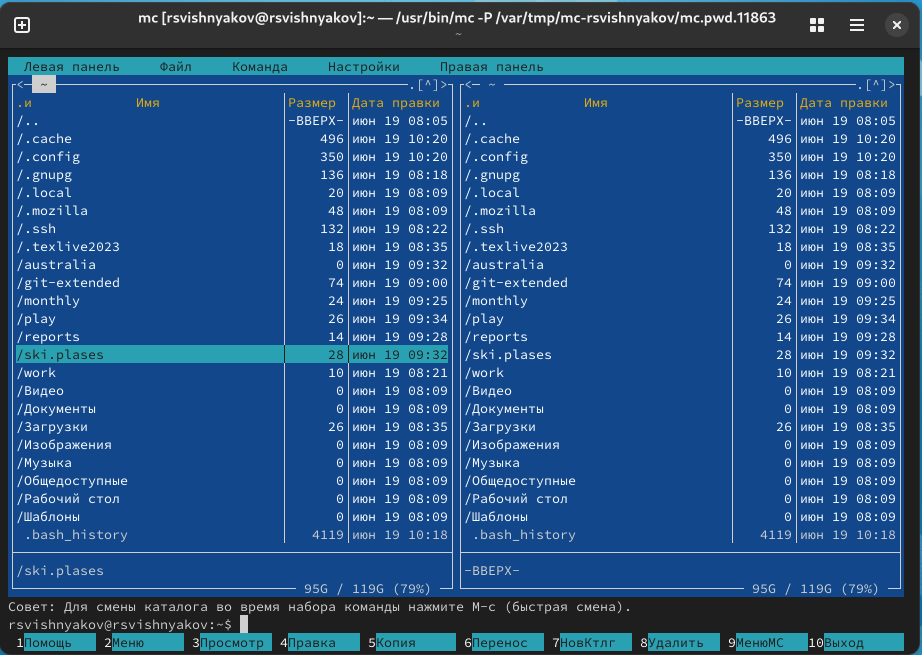 mc [rsvishnyakov@rsvishnyakov]:~ — /usr/bin/mc -P /var/tmp/mc-rsvishnyakov/mc.pwd.11863
~
Левая панель Файл Команда Настройки Правая панель
<─ ~ .[^]> <─ ~ .[^]>
.и Имя Размер Дата правки .и Имя Размер Дата правки
/.. -ВВЕРХ- июн 19 08:05 /.. -ВВЕРХ- июн 19 08:05
/.cache 496 июн 19 10:20 /.cache 496 июн 19 10:20
/.config 350 июн 19 10:20 /.config 350 июн 19 10:20
/.gnupg 136 июн 19 08:18 /.gnupg 136 июн 19 08:18
/.local 20 июн 19 08:09 /.local 20 июн 19 08:09
/.mozilla 48 июн 19 08:09 /.mozilla 48 июн 19 08:09
/.ssh 132 июн 19 08:22 /.ssh 132 июн 19 08:22
/.texlive2023 18 июн 19 08:35 /.texlive2023 18 июн 19 08:35
/australia 0 июн 19 09:32 /australia 0 июн 19 09:32
/git-extended 74 июн 19 09:00 /git-extended 74 июн 19 09:00
/monthly 24 июн 19 09:25 /monthly 24 июн 19 09:25
/play 26 июн 19 09:34 /play 26 июн 19 09:34
/reports 14 июн 19 09:28 /reports 14 июн 19 09:28
/ski.plases 28 июн 19 09:32 /ski.plases 28 июн 19 09:32
/work 10 июн 19 08:21 /work 10 июн 19 08:21
/Видео 0 июн 19 08:09 /Видео 0 июн 19 08:09
/Документы 0 июн 19 08:09 /Документы 0 июн 19 08:09
/Загрузки 26 июн 19 08:35 /Загрузки 26 июн 19 08:35
/Изображения 0 июн 19 08:09 /Изображения 0 июн 19 08:09
/Музыка 0 июн 19 08:09 /Музыка 0 июн 19 08:09
/Общедоступные 0 июн 19 08:09 /Общедоступные 0 июн 19 08:09
/Рабочий стол 0 июн 19 08:09 /Рабочий стол 0 июн 19 08:09
/Шаблоны 0 июн 19 08:09 /Шаблоны 0 июн 19 08:09
.bash_history 4119 июн 19 10:18 .bash_history 4119 июн 19 10:18
/ski.plases -ВВЕРХ-
95G / 119G (79%) 95G / 119G (79%)
Совет: Для смены каталога во время набора команды нажмите M-c (быстрая смена).
rsvishnyakov@rsvishnyakov:~$
1Помощь 2Меню 3Просмотр 4Правка 5Копия 6Перенос 7НовКтлг 8Удалить 9МенюMC 10Выход